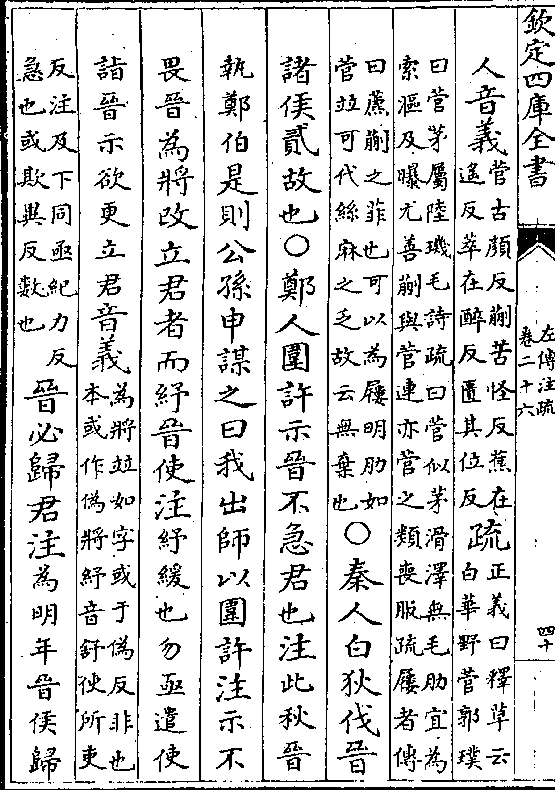 欽定四庫全書
左傳注疏
卷二十六
四十
人音義菅古顔反蒯苦怪反蕉在遙反萃在醉反匱其位反疏正義曰釋草云白華野菅郭璞
曰菅茅屬陸璣毛詩疏曰菅似茅滑澤無毛肋宜為
索漚及曝尤善蒯與菅連亦菅之類喪服疏屨者傳
曰藨蒯之菲也可以為屨明肋如菅竝可代絲麻之乏故云無棄也○秦人白狄伐晉
諸侯貳故也○鄭人圍許示晉不急君也注此秋晉
執鄭伯是則公孫申謀之曰我出師以圍許注示不
畏晉為將改立君者而紓晉使注紓緩也勿亟遣使
詣晉示欲更立君音義為將竝如字或于偽反非也本或作偽將紓音舒使所吏
反注及下同亟紀力反急也或欺異反數也晉必歸君注為明年晉侯歸